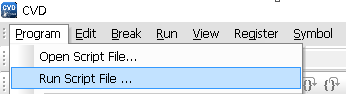 CVD
Program Edit Break Run View Register Symbol
Open Script File...
Run Script File ...